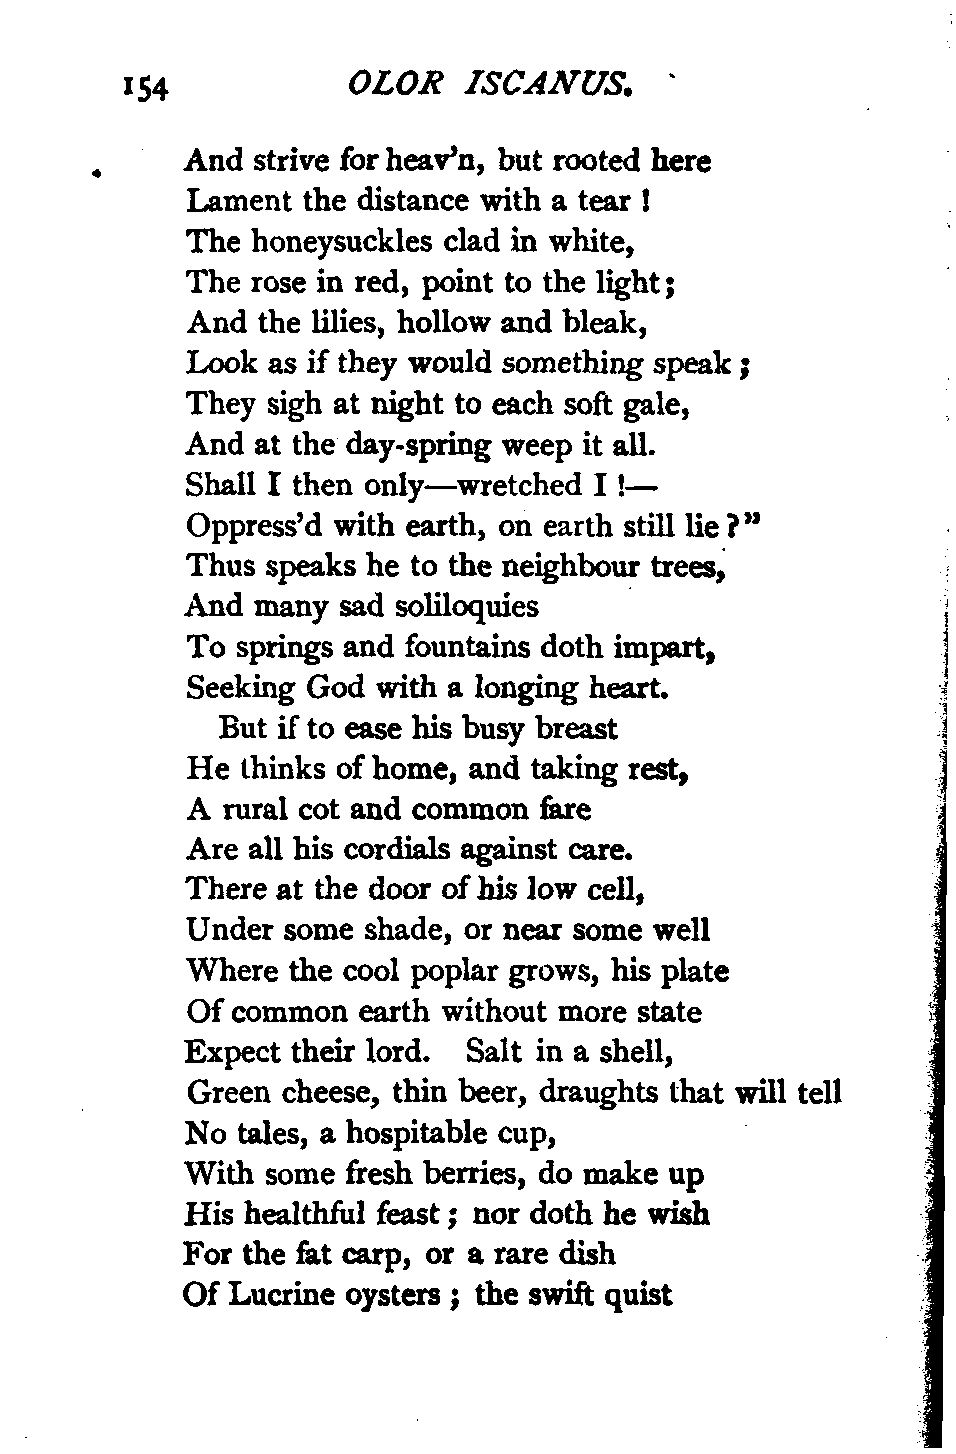 154 OLOR ISCANUS.
And strive for heav'n, but rooted here
Lament the distance with a tear !
The honeysuckles clad in white,
The rose in red, point to the light;
And the lilies, hollow and bleak,
Look as if they would something speak ;
They sigh at night to each soft gale,
And at the day-spring weep it all.
Shall I then only—wretched I !—
Oppress'd with earth, on earth still lie ?"
Thus speaks he to the neighbour trees,
And many sad soliloquies
To springs and fountains doth impart,
Seeking God with a longing heart.
But if to ease his busy breast
He thinks of home, and taking rest,
A rural cot and common fare
Are all his cordials against care.
There at the door of his low cell,
Under some shade, or near some well
Where the cool poplar grows, his plate
Of common earth without more state
Expect their lord. Salt in a shell,
Green cheese, thin beer, draughts that will tell
No tales, a hospitable cup,
With some fresh berries, do make up
His healthful feast ; nor doth he wish
For the fat carp, or a rare dish
Of Lucrine oysters ; the swift quist